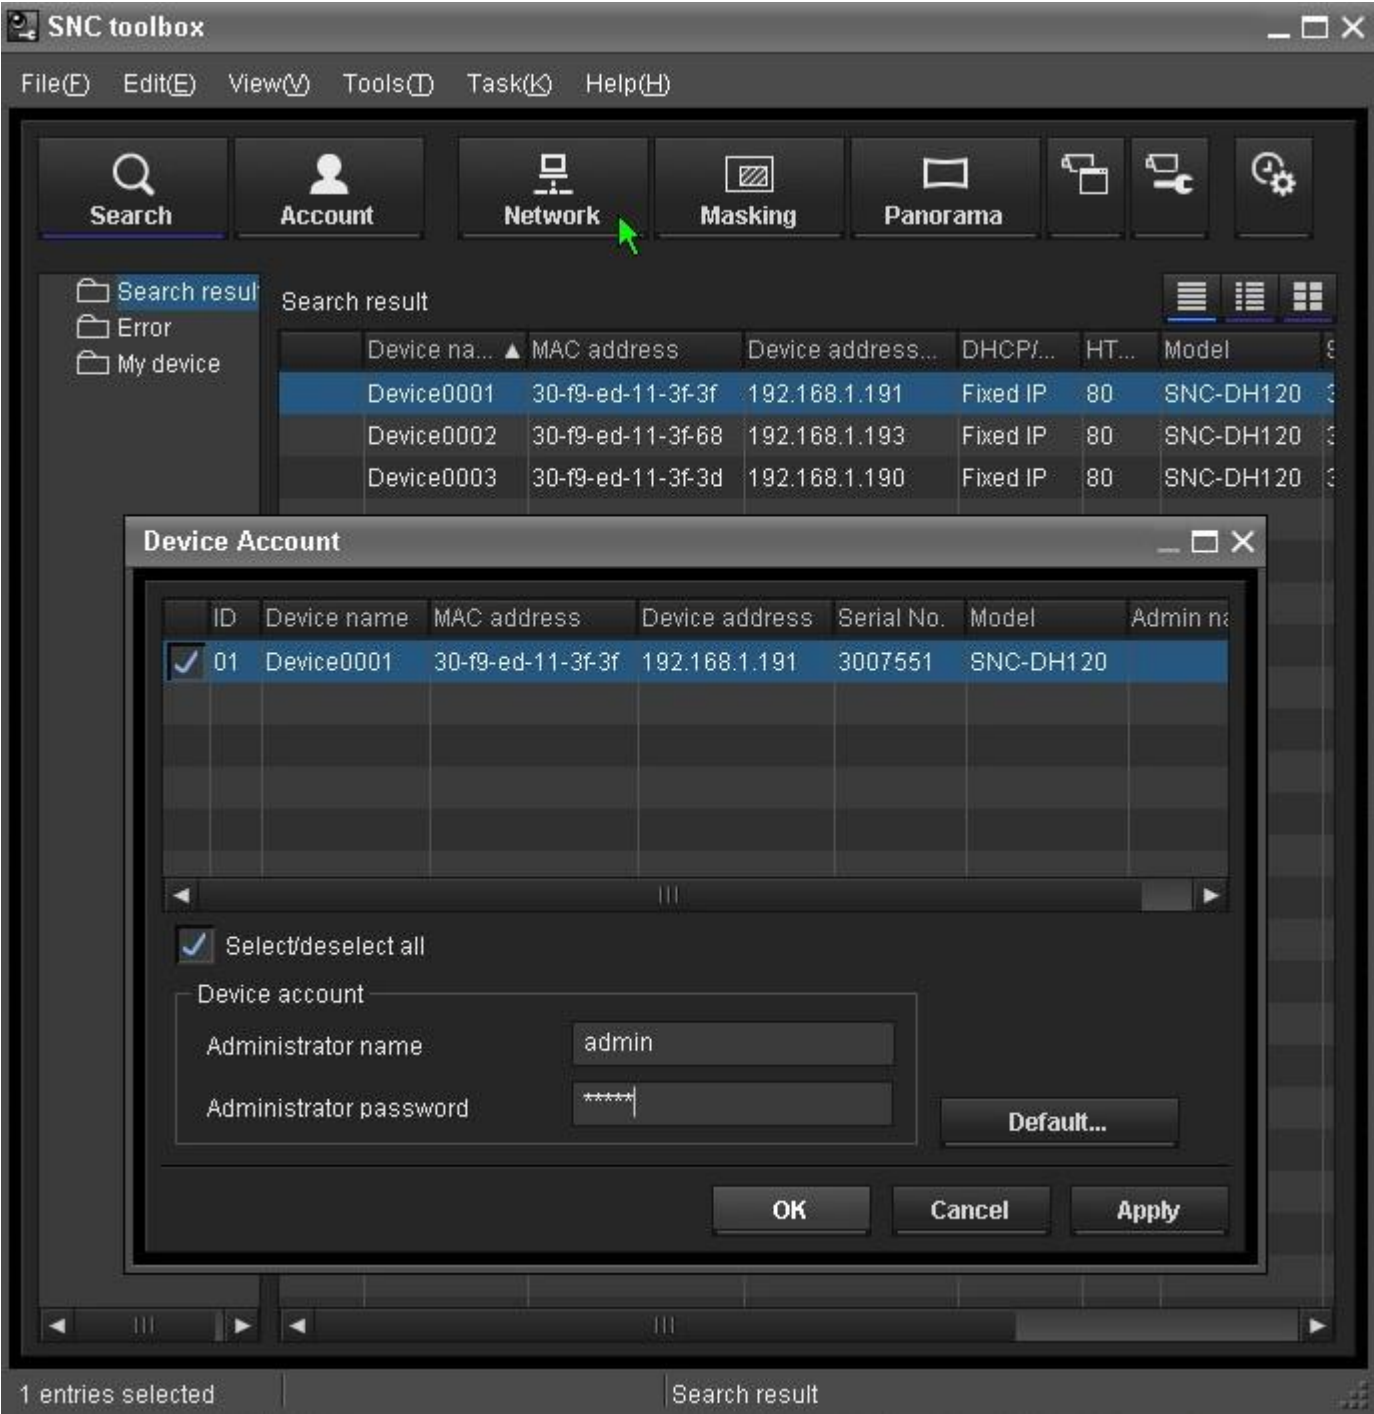 SNC toolbox
File(F) Edit(E) View(V) Tools(T) Task(K) Help(H)
Search Account Network Masking Panorama
Search resul
Error
My device
Search result
Device na... ▲ MAC address Device address... DHCP/... HT... Model
Device0001 30-f9-ed-11-3f-3f 192.168.1.191 Fixed IP 80 SNC-DH120
Device0002 30-f9-ed-11-3f-68 192.168.1.193 Fixed IP 80 SNC-DH120
Device0003 30-f9-ed-11-3f-3d 192.168.1.190 Fixed IP 80 SNC-DH120
Device Account
ID Device name MAC address Device address Serial No. Model Admin na
01 Device0001 30-f9-ed-11-3f-3f 192.168.1.191 3007551 SNC-DH120
Select/deselect all
Device account
Administrator name admin
Administrator password *****
Default...
OK Cancel Apply
1 entries selected Search result